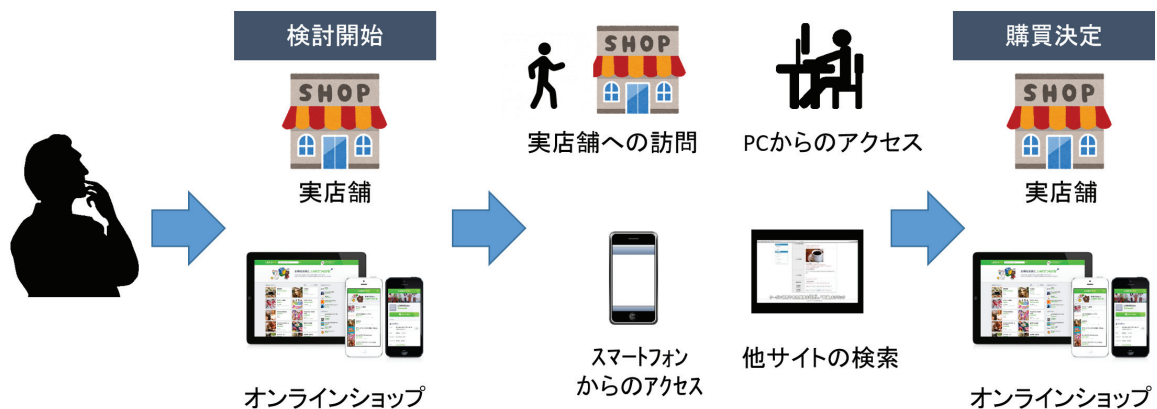 検討開始
SHOP
実店舗
オンラインショップ
SHOP
実店舗への訪問
PCからのアクセス
スマートフォン
からのアクセス
他サイトの検索
購買決定
SHOP
実店舗
オンラインショップ